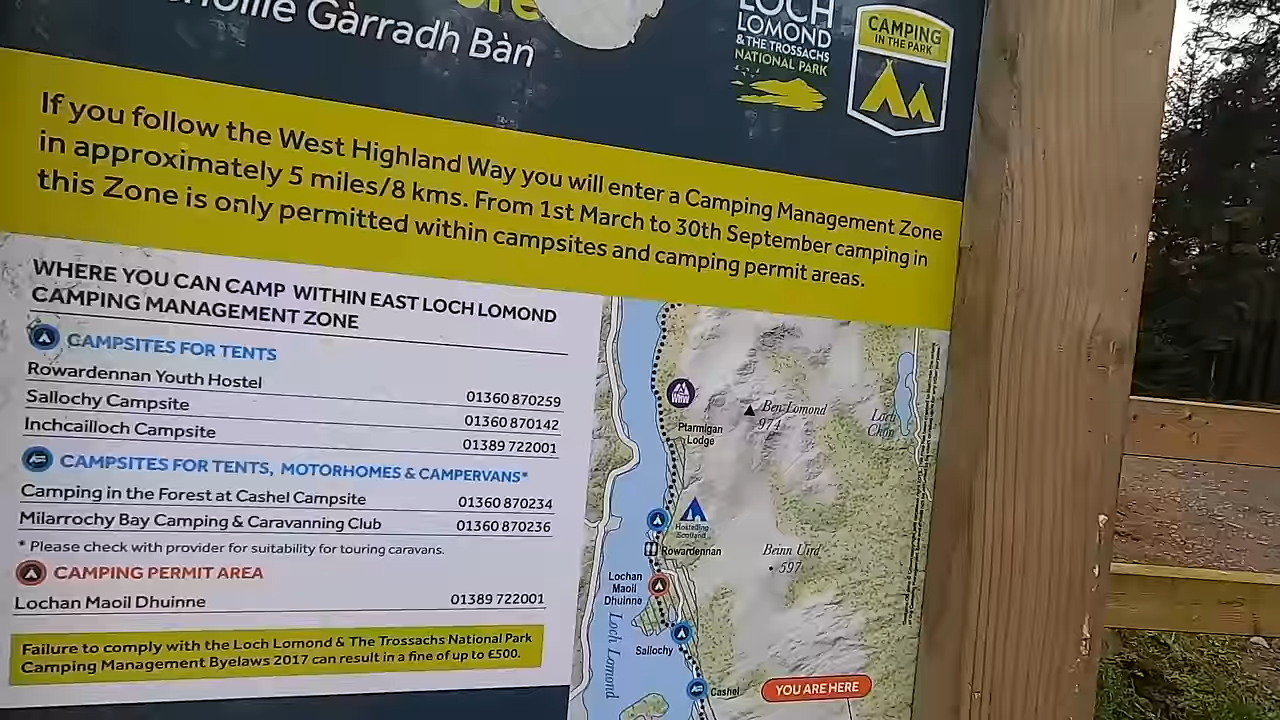 Gàrradh Bàn
LOCH
LOMOND
& THE TROSSACHS
NATIONAL PARK
CAMPING
IN THE PARK
If you follow the West Highland Way you will enter a Camping Management Zone
in approximately 5 miles/8 kms. From 1st March to 30th September camping in
this Zone is only permitted within campsites and camping permit areas.
WHERE YOU CAN CAMP WITHIN EAST LOCH LOMOND
CAMPING MANAGEMENT ZONE
CAMPSITES FOR TENTS
Rowardennan Youth Hostel 01360 870259
Sallochy Campsite 01360 870142
Inchcailloch Campsite 01389 722001
CAMPSITES FOR TENTS, MOTORHOMES & CAMPERVANS*
Camping in the Forest at Cashel Campsite 01360 870234
Milarrochy Bay Camping & Caravanning Club 01360 870236
* Please check with provider for suitability for touring caravans.
CAMPING PERMIT AREA
Lochan Maoil Dhuinne 01389 722001
Failure to comply with the Loch Lomond & The Trossachs National Park
Camping Management Byelaws 2017 can result in a fine of up to £500.
Ptarmigan
Lodge
Ben Lomond
974
Loch
Chon
Hostelling
Scotland
Rowardennan
Beinn Uird
597
Lochan
Maoil
Dhuinne
Loch Lomond
Sallochy
Cashel
YOU ARE HERE